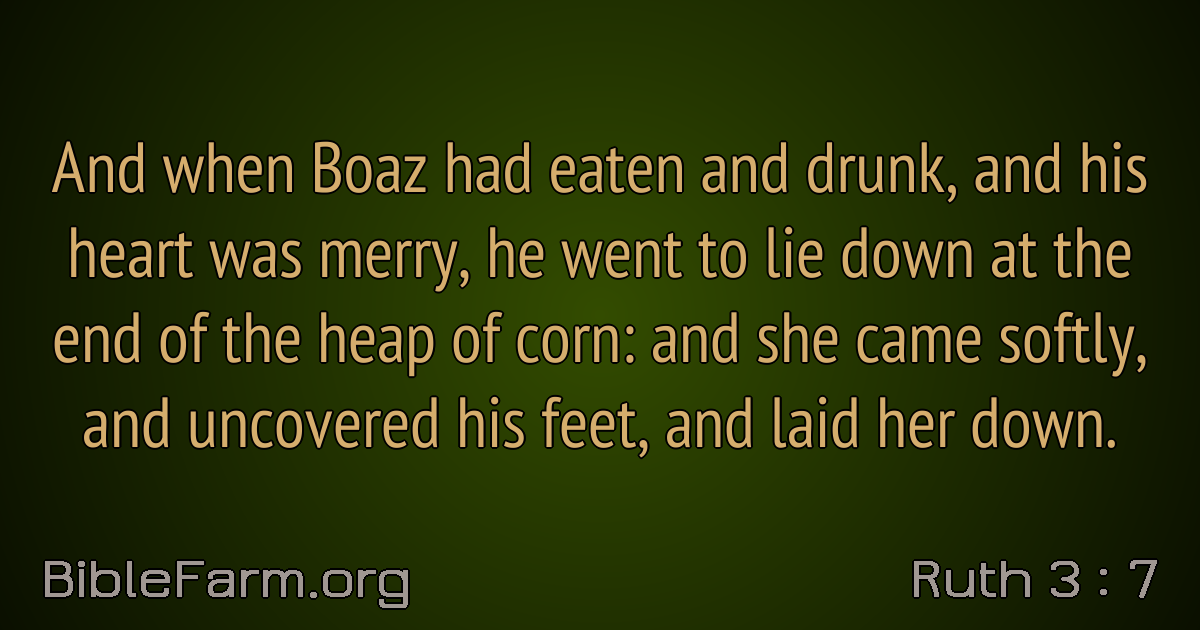 And when Boaz had eaten and drunk, and his
heart was merry, he went to lie down at the
end of the heap of corn: and she came softly,
and uncovered his feet, and laid her down.
BibleFarm.org
Ruth 3 : 7